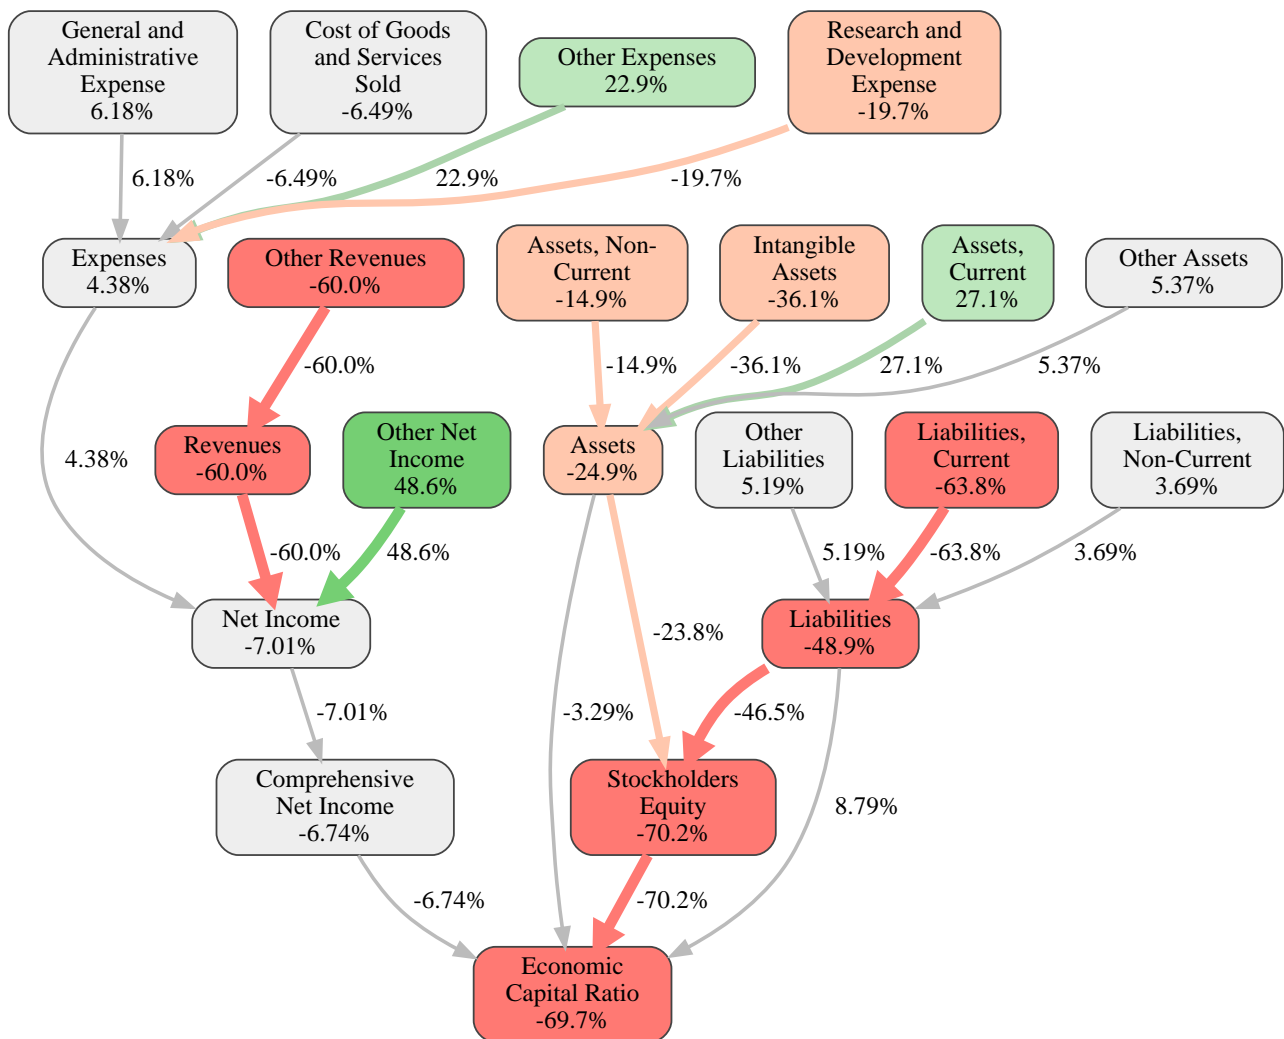 General and
Administrative
Expense
6.18%
Cost of Goods
and Services
Sold
-6.49%
Other Expenses
22.9%
Research and
Development
Expense
-19.7%
6.18%
-6.49%
22.9%
-19.7%
Expenses
4.38%
Other Revenues
-60.0%
Assets, Non-
Current
-14.9%
Intangible
Assets
-36.1%
Assets,
Current
27.1%
Other Assets
5.37%
-60.0%
-14.9%
-36.1%
27.1%
5.37%
4.38%
Revenues
-60.0%
Other Net
Income
48.6%
Assets
-24.9%
Other
Liabilities
5.19%
Liabilities,
Current
-63.8%
Liabilities,
Non-Current
3.69%
-60.0%
48.6%
5.19%
-63.8%
3.69%
Net Income
-7.01%
Liabilities
-48.9%
-23.8%
-7.01%
-3.29%
-46.5%
Comprehensive
Net Income
-6.74%
Stockholders
Equity
-70.2%
8.79%
-6.74%
-70.2%
Economic
Capital Ratio
-69.7%